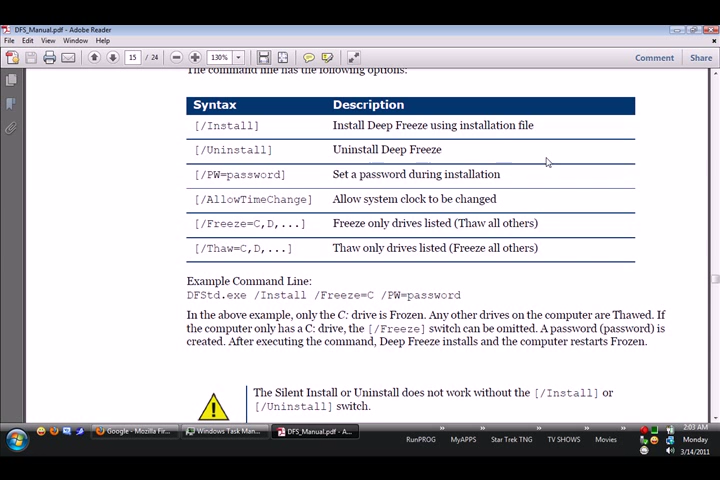 DFS_Manual.pdf - Adobe Reader
File Edit View Window Help
15 / 24 130% Comment Share
The command line has the following options:
Syntax Description
[/Install] Install Deep Freeze using installation file
[/Uninstall] Uninstall Deep Freeze
[/PW=password] Set a password during installation
[/AllowTimeChange] Allow system clock to be changed
[/Freeze=C,D,...] Freeze only drives listed (Thaw all others)
[/Thaw=C,D,...] Thaw only drives listed (Freeze all others)
Example Command Line:
DFStd.exe /Install /Freeze=C /PW=password
In the above example, only the C: drive is Frozen. Any other drives on the computer are Thawed. If
the computer only has a C: drive, the [/Freeze] switch can be omitted. A password (password) is
created. After executing the command, Deep Freeze installs and the computer restarts Frozen.
The Silent Install or Uninstall does not work without the [/Install] or
[/Uninstall] switch.
Google - Mozilla Fir... Windows Task Man... DFS_Manual.pdf - A...
RunPROG MyAPPS Star Trek TNG TV SHOWS Movies
2:03 AM
Monday
3/14/2011